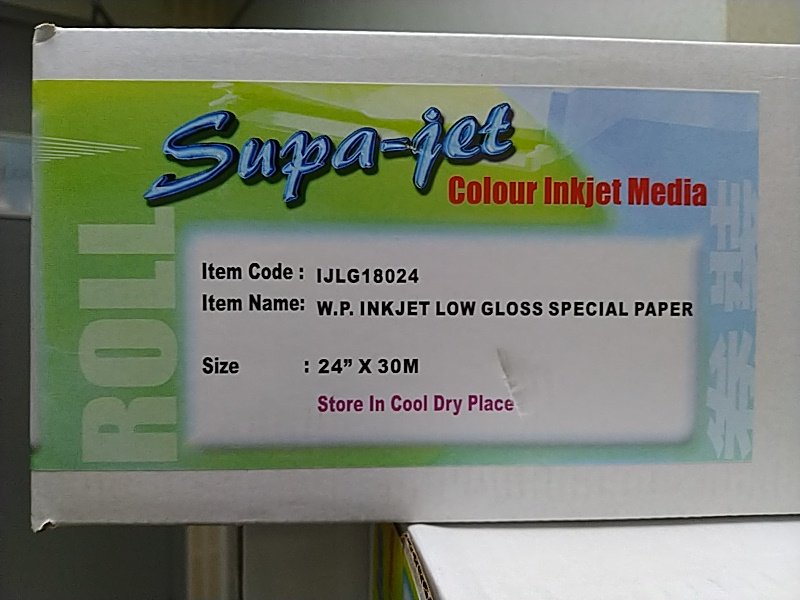 Supa-jet
Colour Inkjet Media
ROLL
Item Code : IJLG18024
Item Name: W.P. INKJET LOW GLOSS SPECIAL PAPER
Size : 24” X 30M
Store In Cool Dry Place